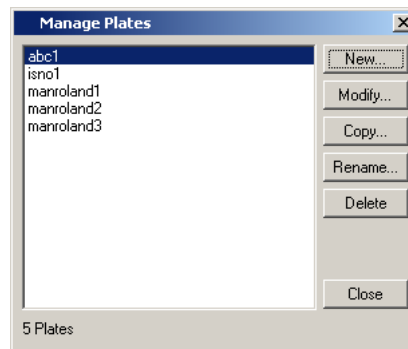 Manage Plates
abc1
isno1
manroland1
manroland2
manroland3
New...
Modify...
Copy...
Rename...
Delete
Close
5 Plates